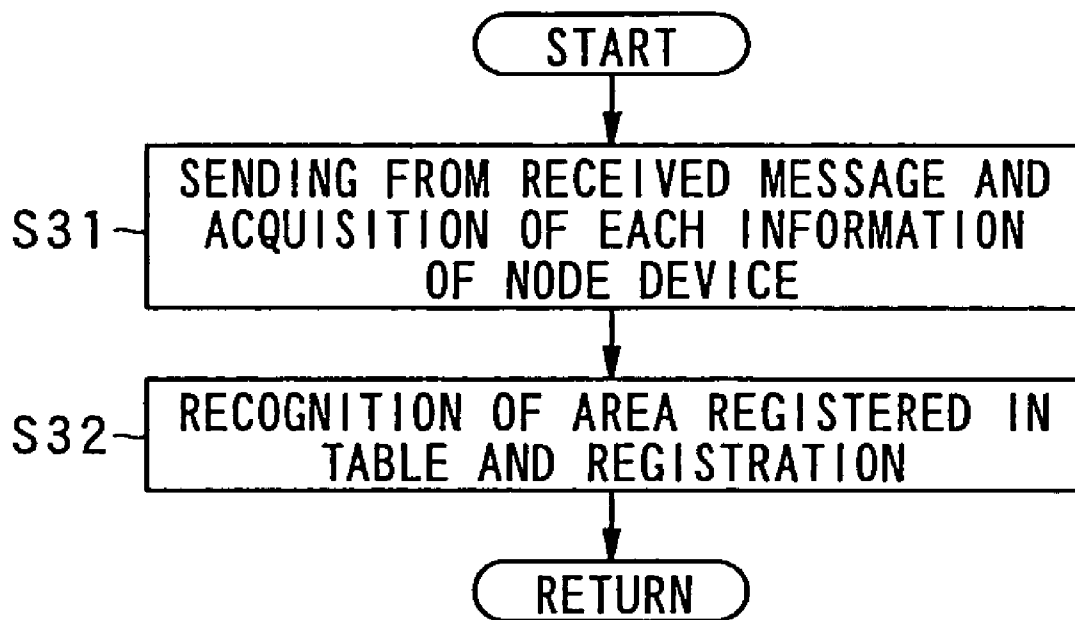 START
S31
SENDING FROM RECEIVED MESSAGE AND
ACQUISITION OF EACH INFORMATION
OF NODE DEVICE
S32
RECOGNITION OF AREA REGISTERED IN
TABLE AND REGISTRATION
RETURN